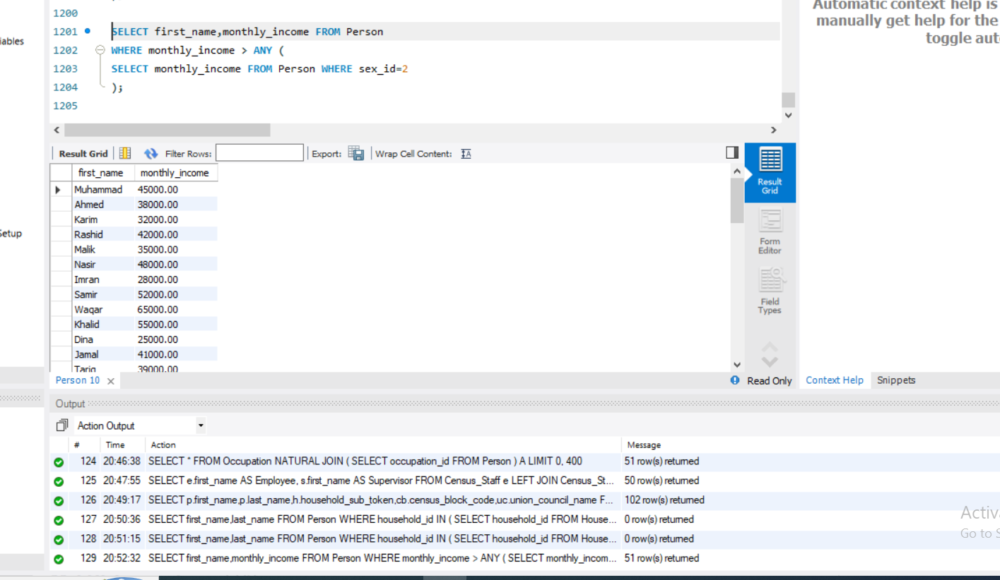 Automatic context help is
manually get help for the
toggle aut
iables
Setup
1200
1201 SELECT first_name,monthly_income FROM Person
1202 WHERE monthly_income > ANY (
1203 SELECT monthly_income FROM Person WHERE sex_id=2
1204 );
1205
Result Grid Filter Rows: Export: Wrap Cell Content:
first_name monthly_income
Muhammad 45000.00
Ahmed 38000.00
Karim 32000.00
Rashid 42000.00
Malik 35000.00
Nasir 48000.00
Imran 28000.00
Samir 52000.00
Waqar 65000.00
Khalid 55000.00
Dina 25000.00
Jamal 41000.00
Tariq 39000.00
Result
Grid
Form
Editor
Field
Types
Person 10
Read Only
Context Help Snippets
Output
Action Output
# Time Action Message
124 20:46:38 SELECT * FROM Occupation NATURAL JOIN ( SELECT occupation_id FROM Person ) A LIMIT 0, 400 51 row(s) returned
125 20:47:55 SELECT e.first_name AS Employee, s.first_name AS Supervisor FROM Census_Staff e LEFT JOIN Census_St... 50 row(s) returned
126 20:49:17 SELECT p.first_name,p.last_name,h.household_sub_token,cb.census_block_code,uc.union_council_name F... 102 row(s) returned
127 20:50:36 SELECT first_name,last_name FROM Person WHERE household_id IN ( SELECT household_id FROM House... 0 row(s) returned
128 20:51:15 SELECT first_name,last_name FROM Person WHERE household_id IN ( SELECT household_id FROM House... 0 row(s) returned
129 20:52:32 SELECT first_name,monthly_income FROM Person WHERE monthly_income > ANY ( SELECT monthly_incom... 51 row(s) returned
Activ
Go to S